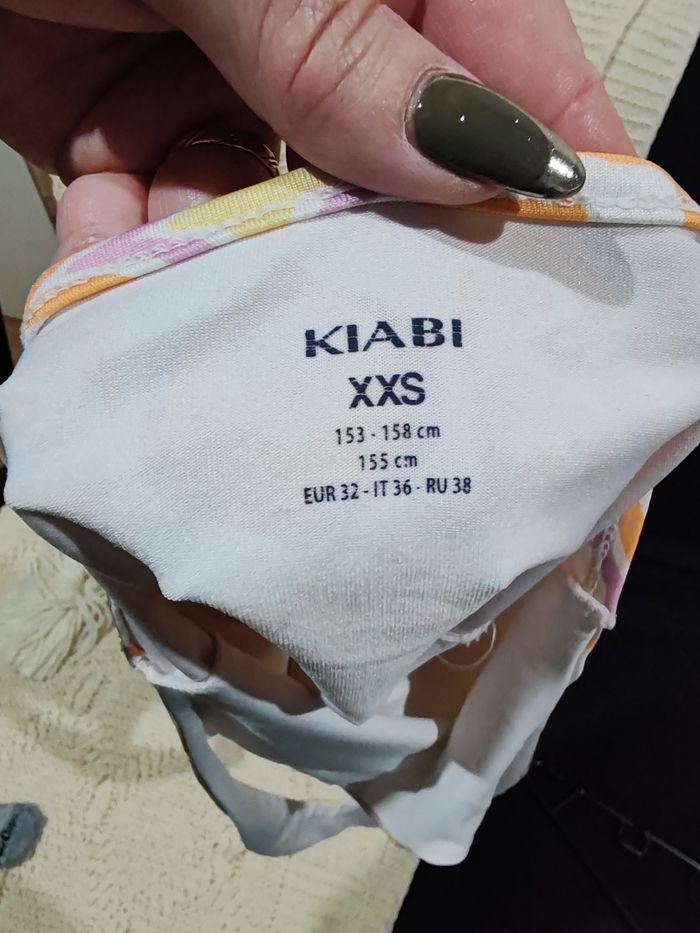 KIABI
XXS
153 - 158 cm
155 cm
EUR 32 - IT 36 - RU 38